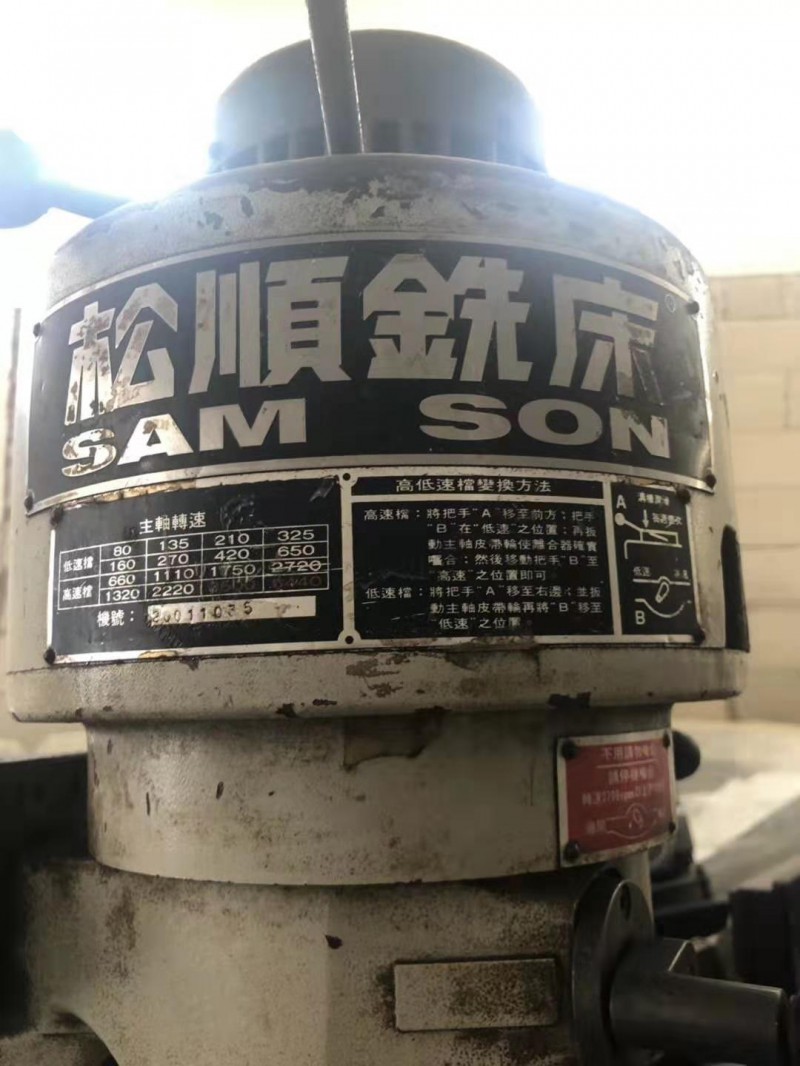 松順銑床
SAM SON
主軸轉速
低速檔 80 135 210 325
160 270 420 650
高速檔 660 1110 1750 2720
1320 2220
機號：
高低速檔變換方法
高速檔：將把手"A"移至前方；把手
"B"在"低速"之位置；再扳
動主軸皮帶輪使離合器確實
嚙合；然後移動把手"B"至
"高速"之位置即可
低速檔：將把手"A"移至右邊；並扳
動主軸皮帶輪再將"B"移至
"低速"之位置
A
低速
B